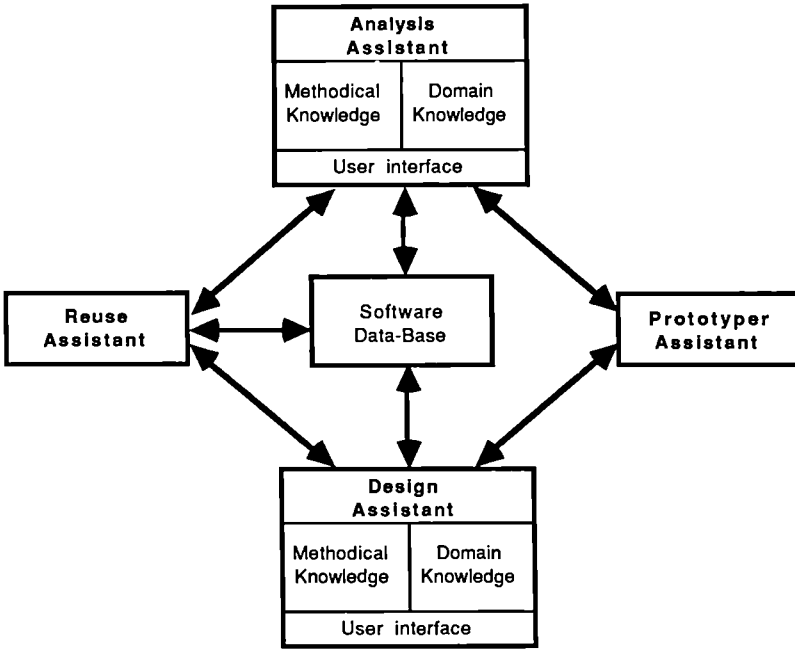 Analysis
Assistant
Methodical
Knowledge
Domain
Knowledge
User interface
Reuse
Assistant
Software
Data-Base
Prototyper
Assistant
Design
Assistant
Methodical
Knowledge
Domain
Knowledge
User interface